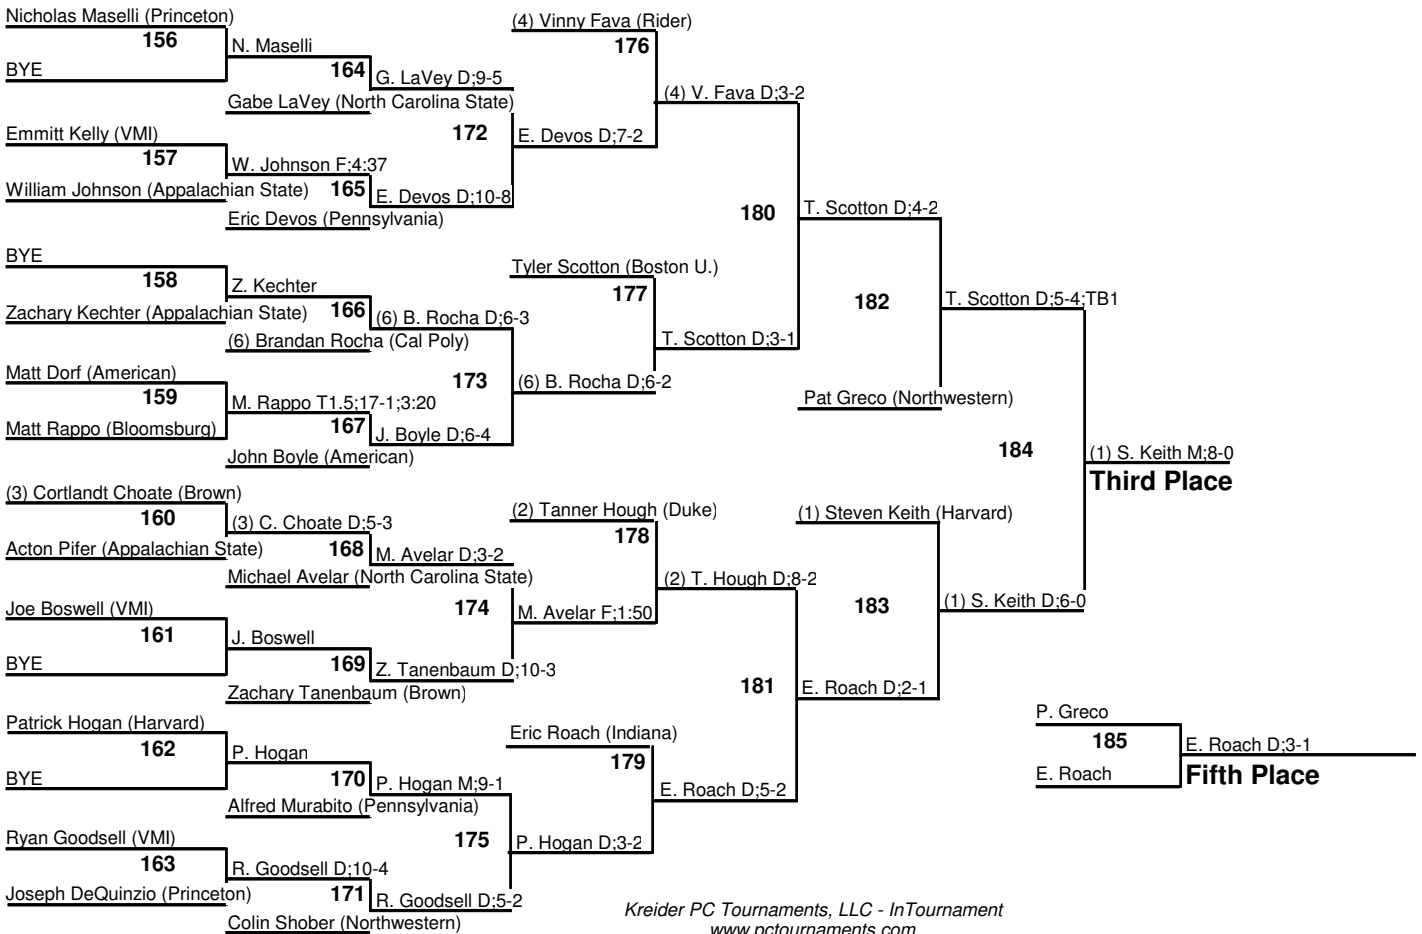 Nicholas Maselli (Princeton)
156
BYE
N. Maselli
164
Gabe LaVey (North Carolina State)
G. LaVey D;9-5
Emmitt Kelly (VMI)
157
William Johnson (Appalachian State)
W. Johnson F;4:37
165
Eric Devos (Pennsylvania)
E. Devos D;10-8
172
E. Devos D;7-2
BYE
158
Zachary Kechter (Appalachian State)
Z. Kechter
166
(6) Brandan Rocha (Cal Poly)
(6) B. Rocha D;6-3
Matt Dorf (American)
159
Matt Rappo (Bloomsburg)
M. Rappo T1.5;17-1;3:20
167
John Boyle (American)
J. Boyle D;6-4
173
(6) B. Rocha D;6-2
(4) Vinny Fava (Rider)
176
(4) V. Fava D;3-2
Tyler Scotton (Boston U.)
177
T. Scotton D;3-1
180
T. Scotton D;4-2
182
Pat Greco (Northwestern)
T. Scotton D;5-4;TB1
(3) Cortlandt Choate (Brown)
160
Acton Pifer (Appalachian State)
(3) C. Choate D;5-3
168
Michael Avelar (North Carolina State)
M. Avelar D;3-2
Joe Boswell (VMI)
161
BYE
J. Boswell
169
Zachary Tanenbaum (Brown)
Z. Tanenbaum D;10-3
174
M. Avelar F;1:50
Patrick Hogan (Harvard)
162
BYE
P. Hogan
170
Alfred Murabito (Pennsylvania)
P. Hogan M;9-1
Ryan Goodsell (VMI)
163
Joseph DeQuinzio (Princeton)
R. Goodsell D;10-4
171
Colin Shober (Northwestern)
R. Goodsell D;5-2
175
P. Hogan D;3-2
(2) Tanner Hough (Duke)
178
(2) T. Hough D;8-2
Eric Roach (Indiana)
179
E. Roach D;5-2
181
E. Roach D;2-1
(1) Steven Keith (Harvard)
183
(1) S. Keith D;6-0
184
(1) S. Keith M;8-0
Third Place
P. Greco
185
E. Roach
E. Roach D;3-1
Fifth Place
Kreider PC Tournaments, LLC - InTournament
www.pctournaments.com